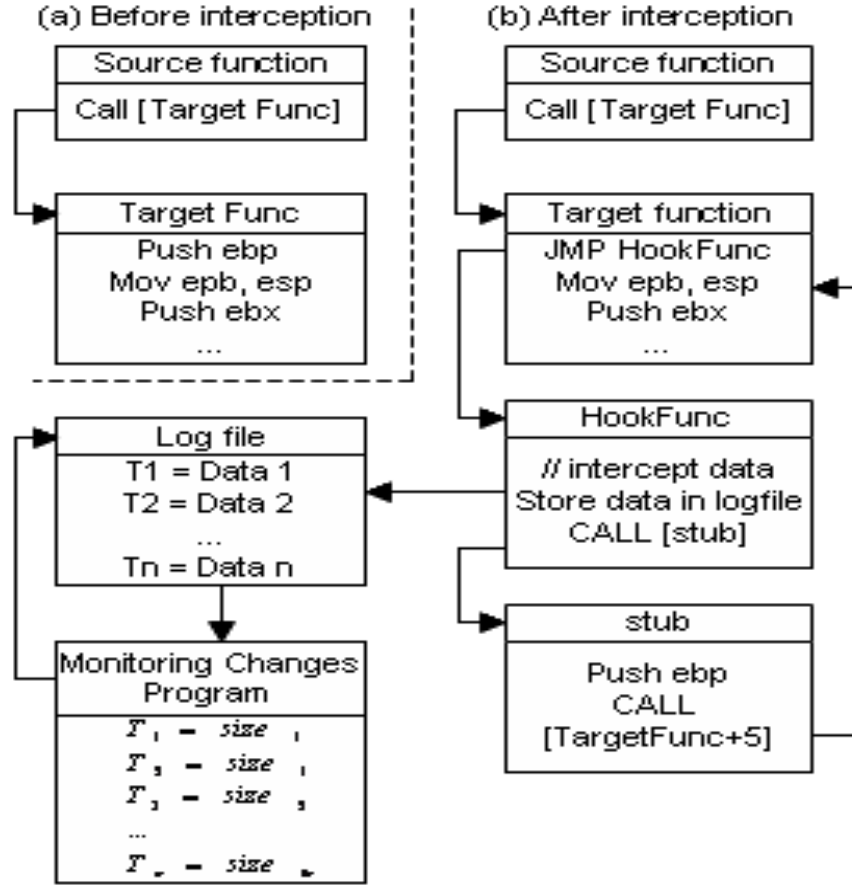 (a) Before interception
Source function
Call [Target Func]
Target Func
Push ebp
Mov epb, esp
Push ebx
...
(b) After interception
Source function
Call [Target Func]
Target function
JMP HookFunc
Mov epb, esp
Push ebx
...
HookFunc
// intercept data
Store data in logfile
CALL [stub]
stub
Push ebp
CALL
[TargetFunc+5]
Log file
T1 = Data 1
T2 = Data 2
...
Tn = Data n
Monitoring Changes
Program
size
size
size
...
size